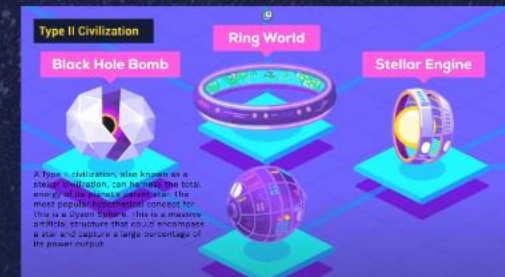 Type II Civilization
Ring World
Black Hole Bomb
Stellar Engine
A Type II civilization, also known as a
stellar civilization, can harness the total
energy of its planet's parent star. The
most popular hypothetical concept for
this is a Dyson Sphere. This is a massive
artificial structure that could encompass
a star and capture a large percentage of
its power output.